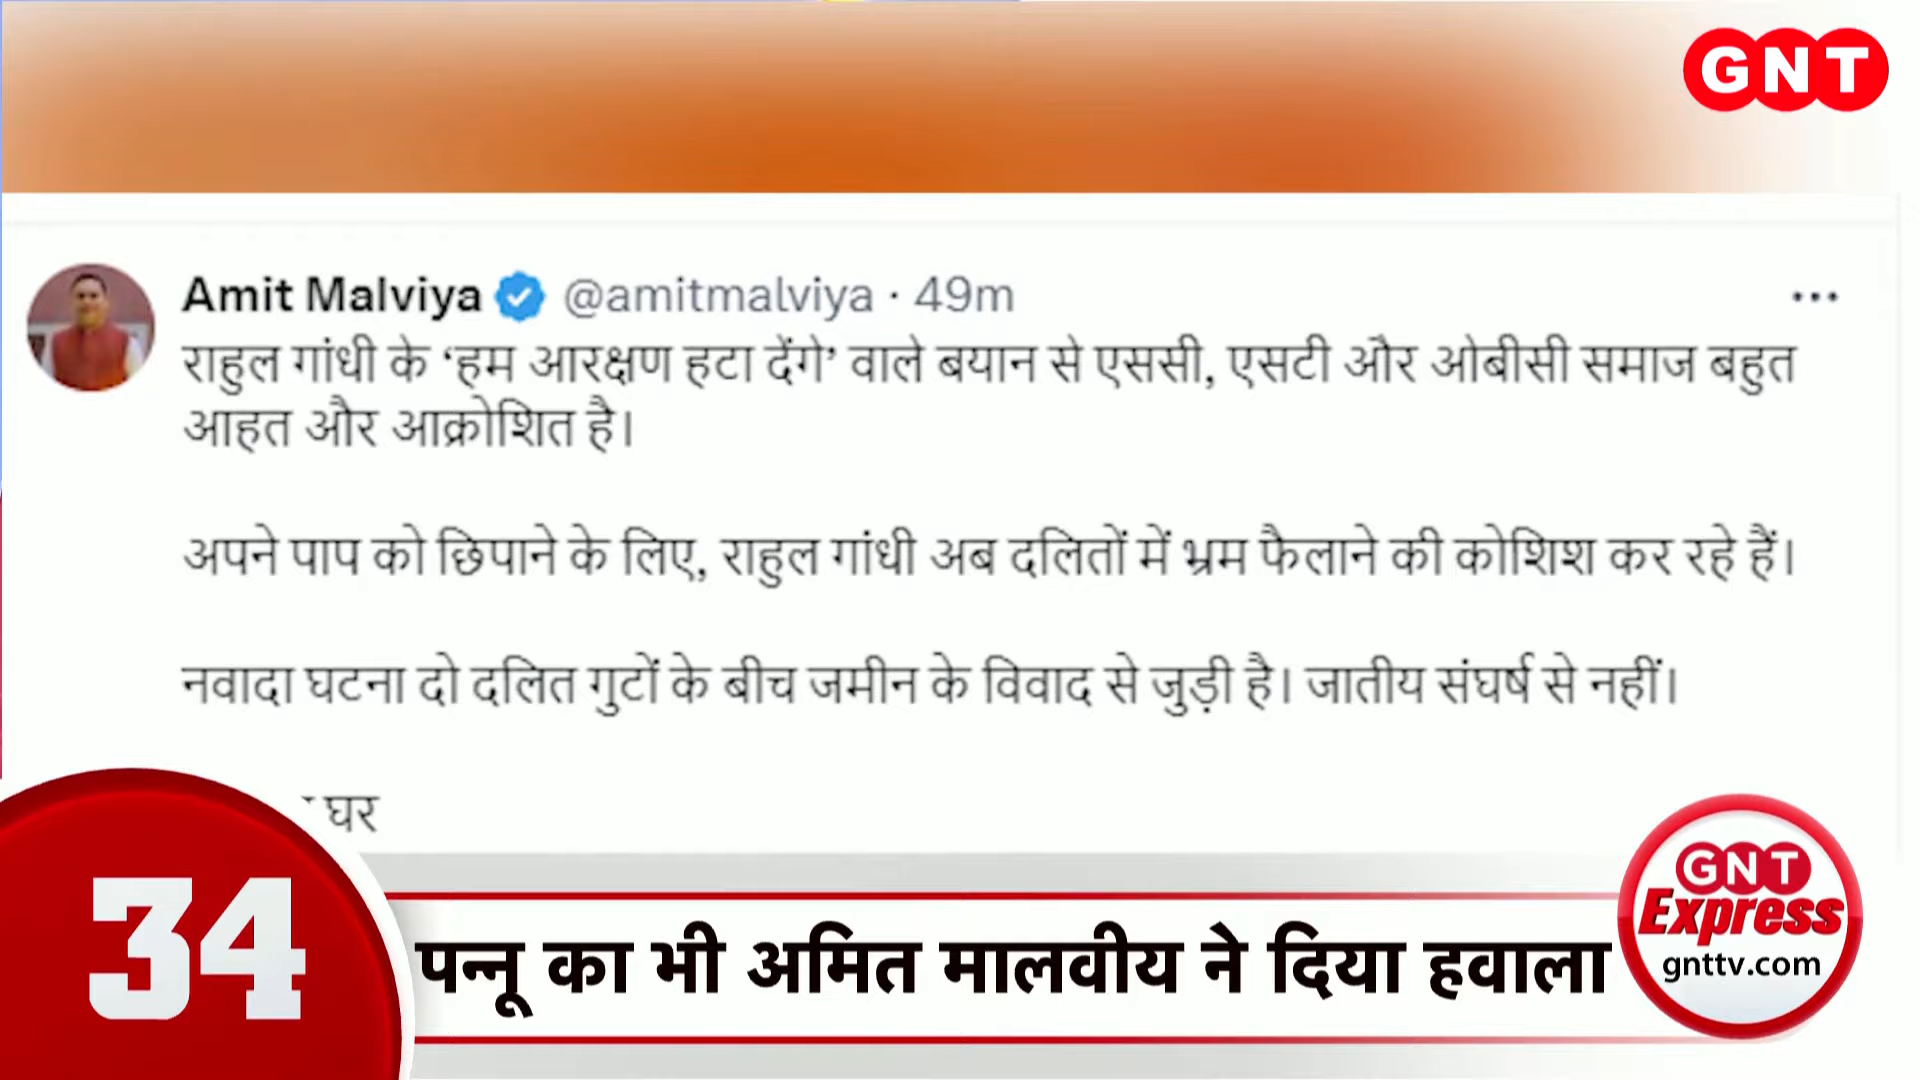 GNT
Amit Malviya @amitmalviya · 49m
राहुल गांधी के ‘हम आरक्षण हटा देंगे’ वाले बयान से एससी, एसटी और ओबीसी समाज बहुत
आहत और आक्रोशित है।
अपने पाप को छिपाने के लिए, राहुल गांधी अब दलितों में भ्रम फैलाने की कोशिश कर रहे हैं।
नवादा घटना दो दलित गुटों के बीच जमीन के विवाद से जुड़ी है। जातीय संघर्ष से नहीं।
घर
34
पन्नू का भी अमित मालवीय ने दिया हवाला
GNT
Express
gnttv.com